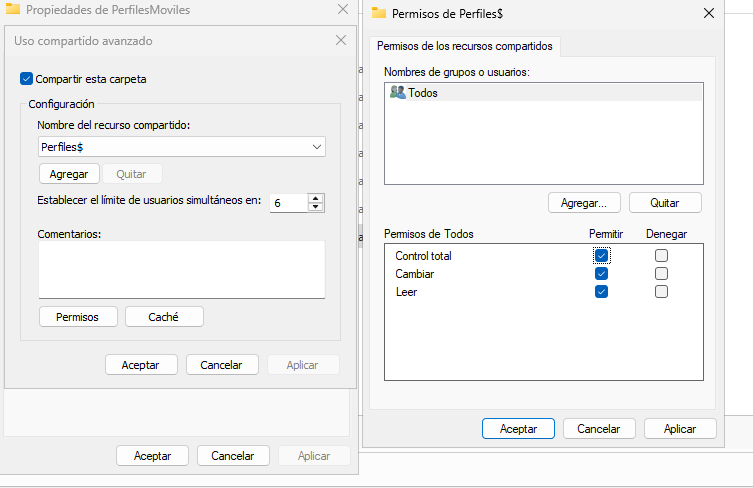 Propiedades de PerfilesMoviles
Uso compartido avanzado
Compartir esta carpeta
Configuración
Nombre del recurso compartido:
Perfiles$
Agregar
Quitar
Establecer el límite de usuarios simultáneos en:
6
Comentarios:
Permisos
Caché
Aceptar
Cancelar
Aplicar
Aceptar
Cancelar
Aplicar
Permisos de Perfiles$
Permisos de los recursos compartidos
Nombres de grupos o usuarios:
Todos
Agregar...
Quitar
Permisos de Todos
Permitir
Denegar
Control total
Cambiar
Leer
Aceptar
Cancelar
Aplicar